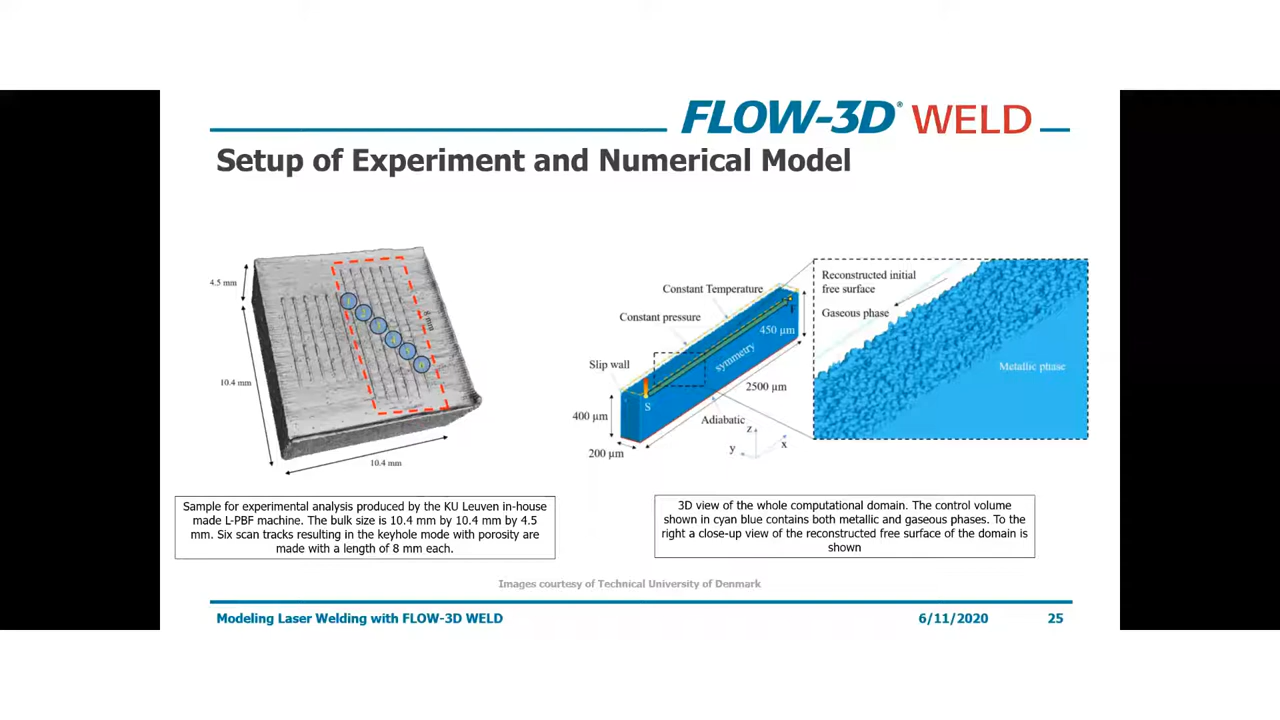 FLOW-3D® WELD
Setup of Experiment and Numerical Model
4.5 mm
8 mm
10.4 mm
10.4 mm
Constant Temperature
Constant pressure
Slip wall
450 µm
symmetry
2500 µm
S
400 µm
Adiabatic
200 µm
z
y
x
Reconstructed initial
free surface
Gaseous phase
Metallic phase
Sample for experimental analysis produced by the KU Leuven in-house
made L-PBF machine. The bulk size is 10.4 mm by 10.4 mm by 4.5
mm. Six scan tracks resulting in the keyhole mode with porosity are
made with a length of 8 mm each.
3D view of the whole computational domain. The control volume
shown in cyan blue contains both metallic and gaseous phases. To the
right a close-up view of the reconstructed free surface of the domain is
shown
Images courtesy of Technical University of Denmark
Modeling Laser Welding with FLOW-3D WELD
6/11/2020
25